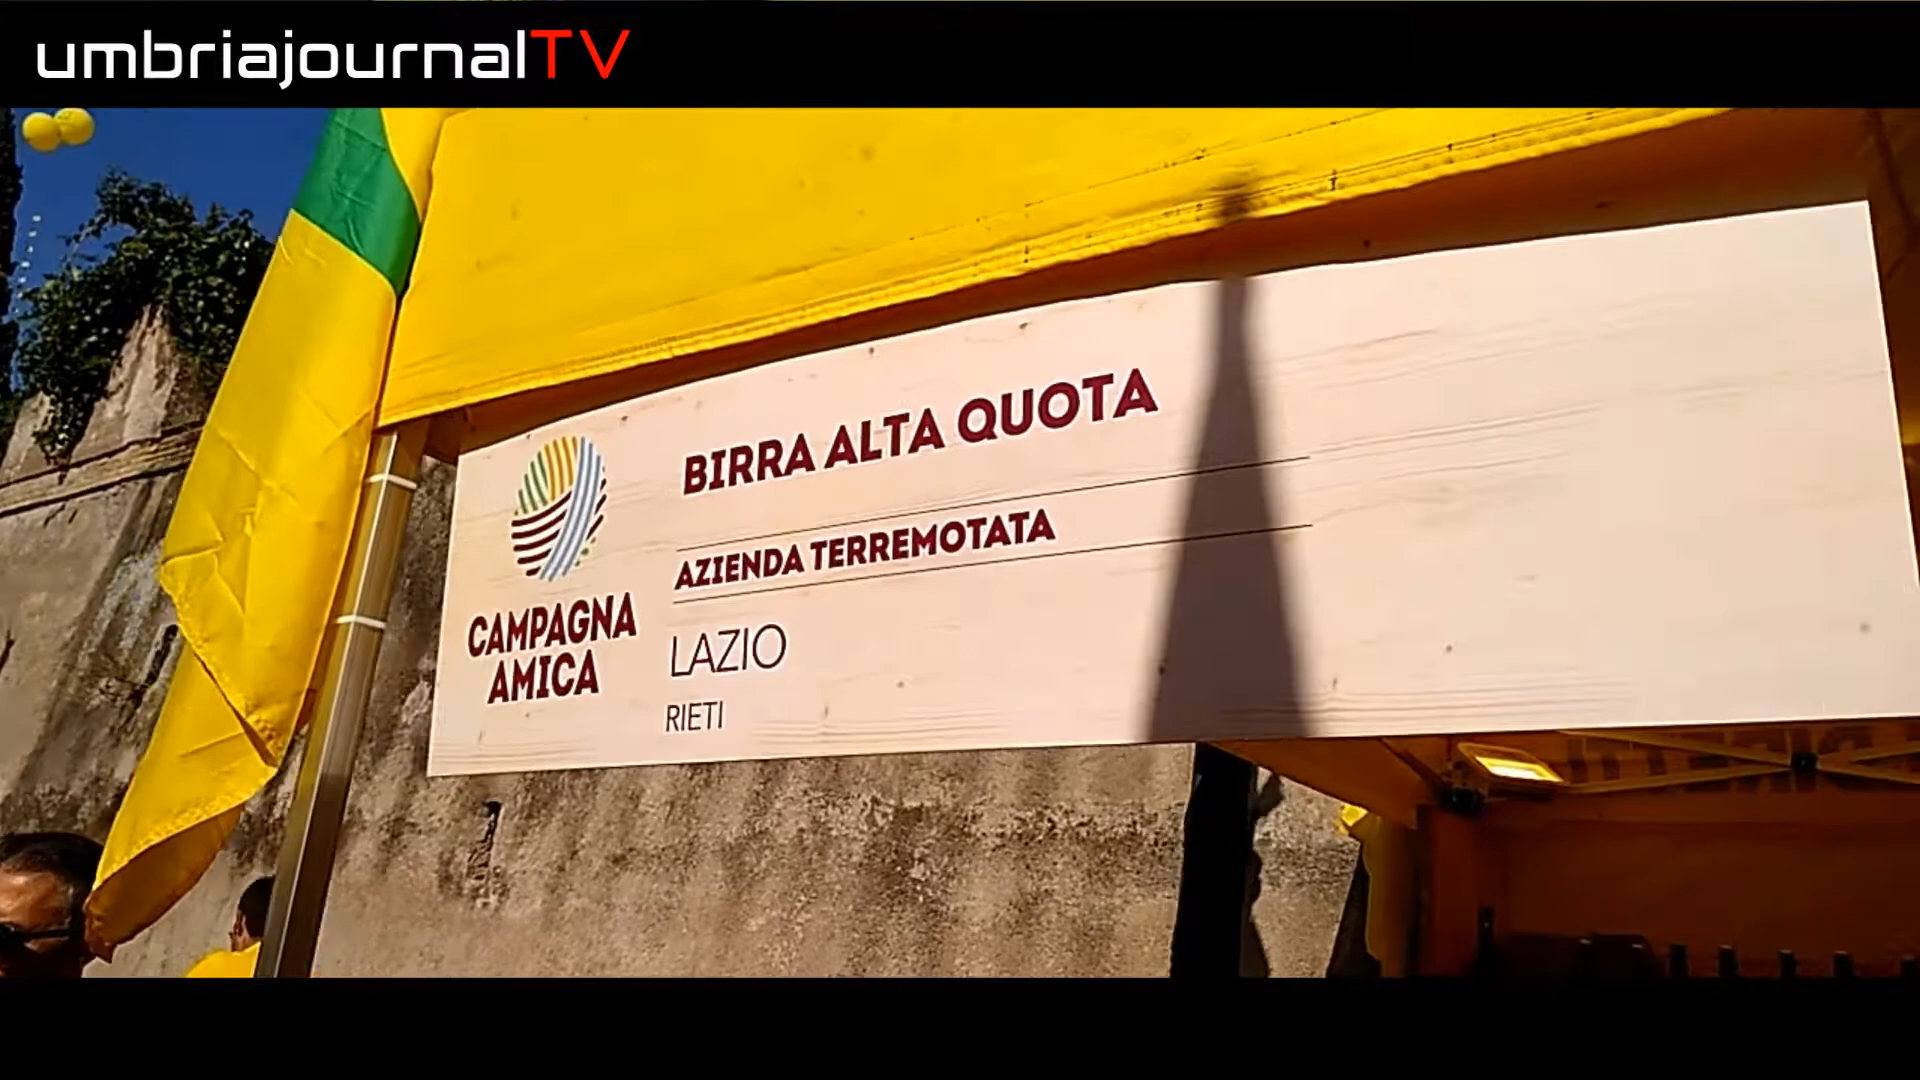 umbriajournalTV
BIRRA ALTA QUOTA
AZIENDA TERREMOTATA
CAMPAGNA
AMICA
LAZIO
RIETI